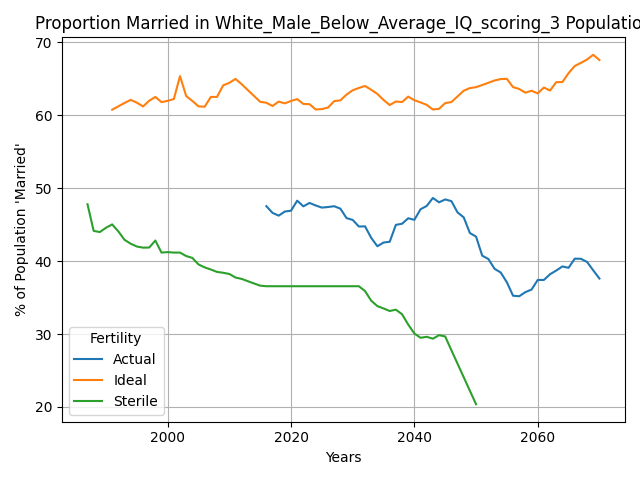 Proportion Married in White_Male_Below_Average_IQ_scoring_3 Populatio
70
60
50
40
30
20
% of Population 'Married'
Fertility
Actual
Ideal
Sterile
2000 2020 2040 2060
Years